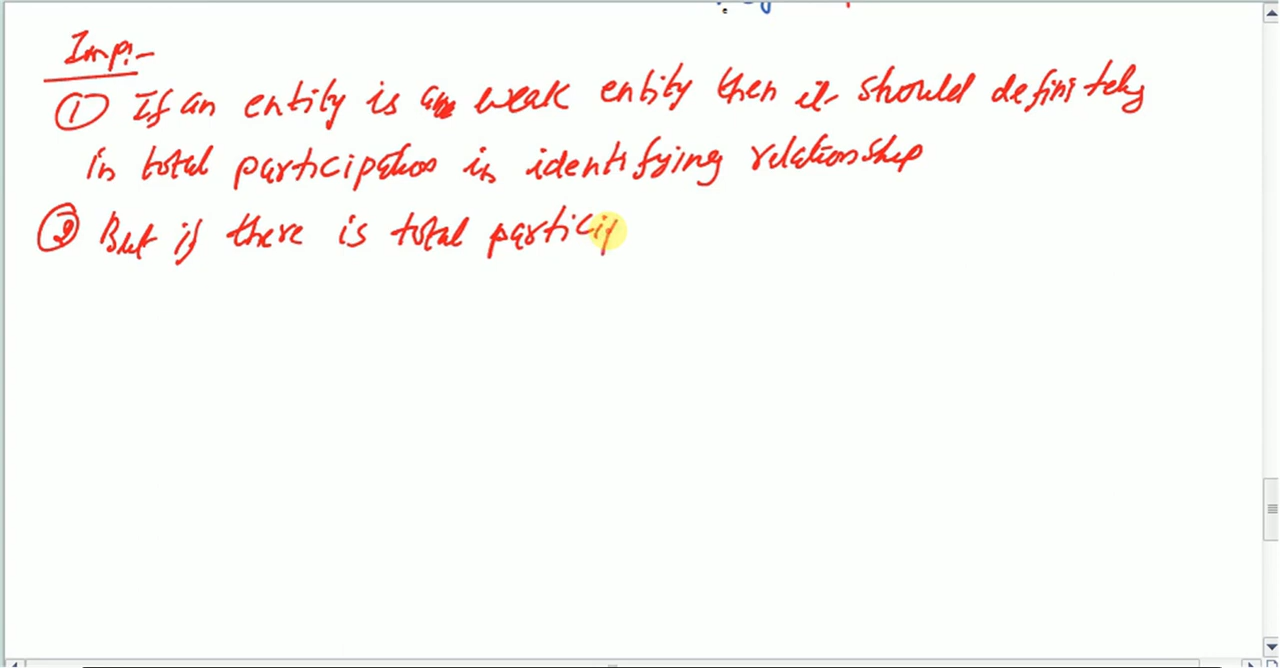 Imp:-
① If an entity is a weak entity then it should definitely
in total participation in identifying relationship
② But if there is total particip